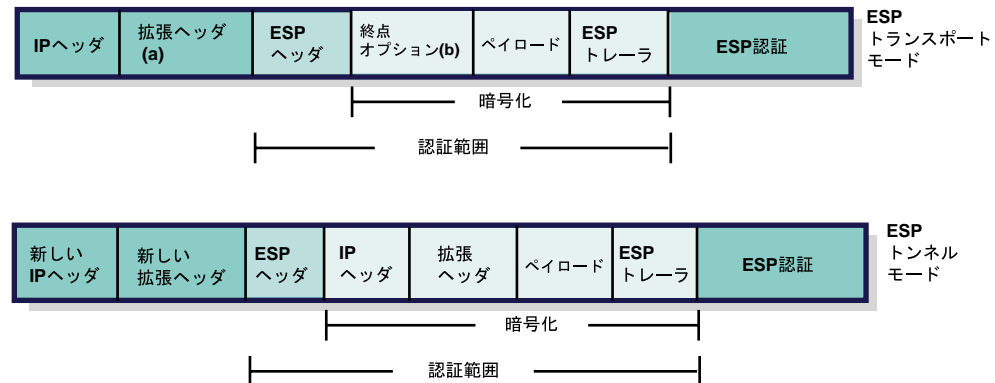 IPヘッダ
拡張ヘッダ
(a)
ESP
ヘッダ
終点
オプション(b)
ペイロード
ESP
トレーラ
ESP認証
ESP
トランスポート
モード
暗号化
認証範囲
新しい
IPヘッダ
新しい
拡張ヘッダ
ESP
ヘッダ
IP
ヘッダ
拡張
ヘッダ
ペイロード
ESP
トレーラ
ESP認証
ESP
トンネル
モード
暗号化
認証範囲